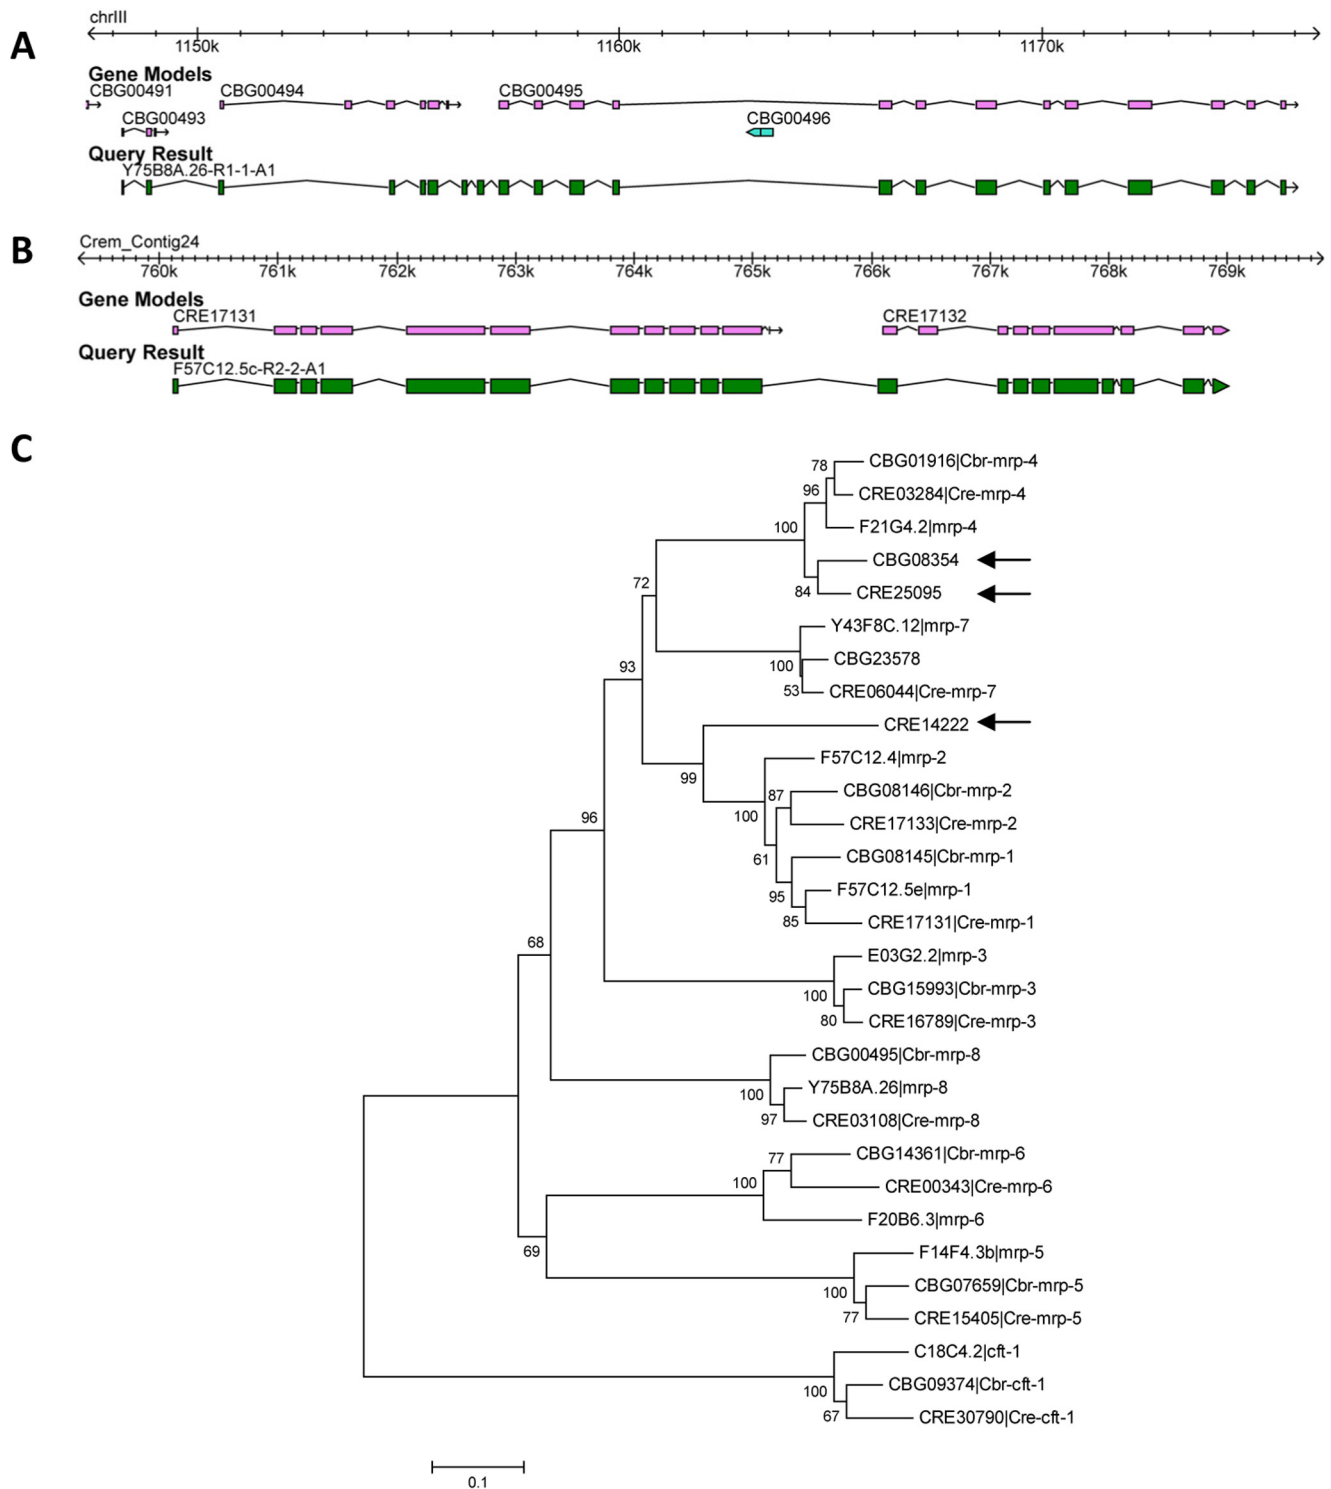 A
chrIII
1150k 1160k 1170k
Gene Models
CBG00491 CBG00494 CBG00495
CBG00493 CBG00496
Query Result
Y75B8A.26-R1-1-A1
B
Crem_Contig24
760k 761k 762k 763k 764k 765k 766k 767k 768k 769k
Gene Models
CRE17131 CRE17132
Query Result
F57C12.5c-R2-2-A1
C
78 CBG01916|Cbr-mrp-4
96 CRE03284|Cre-mrp-4
100 F21G4.2|mrp-4
CBG08354
72 84 CRE25095
Y43F8C.12|mrp-7
93 100 CBG23578
53 CRE06044|Cre-mrp-7
CRE14222
99 F57C12.4|mrp-2
87 CBG08146|Cbr-mrp-2
96 100 CRE17133|Cre-mrp-2
61 CBG08145|Cbr-mrp-1
95 F57C12.5e|mrp-1
85 CRE17131|Cre-mrp-1
68 E03G2.2|mrp-3
100 CBG15993|Cbr-mrp-3
80 CRE16789|Cre-mrp-3
CBG00495|Cbr-mrp-8
100 Y75B8A.26|mrp-8
97 CRE03108|Cre-mrp-8
77 CBG14361|Cbr-mrp-6
100 CRE00343|Cre-mrp-6
F20B6.3|mrp-6
69 F14F4.3b|mrp-5
100 CBG07659|Cbr-mrp-5
77 CRE15405|Cre-mrp-5
C18C4.2|cft-1
100 CBG09374|Cbr-cft-1
67 CRE30790|Cre-cft-1
0.1